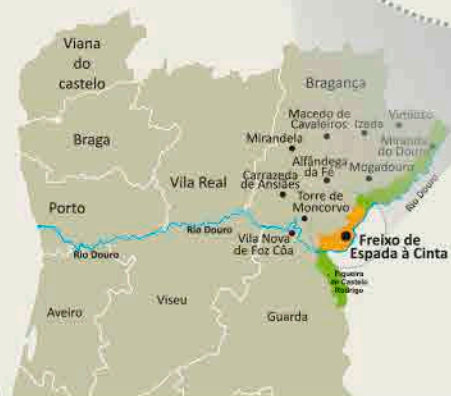 Viana
do
castelo
Bragança
Macedo de
Cavaleiros
Izeda
Vimioso
Braga
Mirandela
Miranda
do Douro
Alfândega
da Fé
Mogadouro
Carrazeda
de Ansiães
Vila Real
Porto
Torre de
Moncorvo
Rio Douro
Rio Douro
Rio Douro
Vila Nova
de Foz Côa
Freixo de
Espada à Cinta
Figueira
de Castelo
Rodrigo
Aveiro
Viseu
Guarda